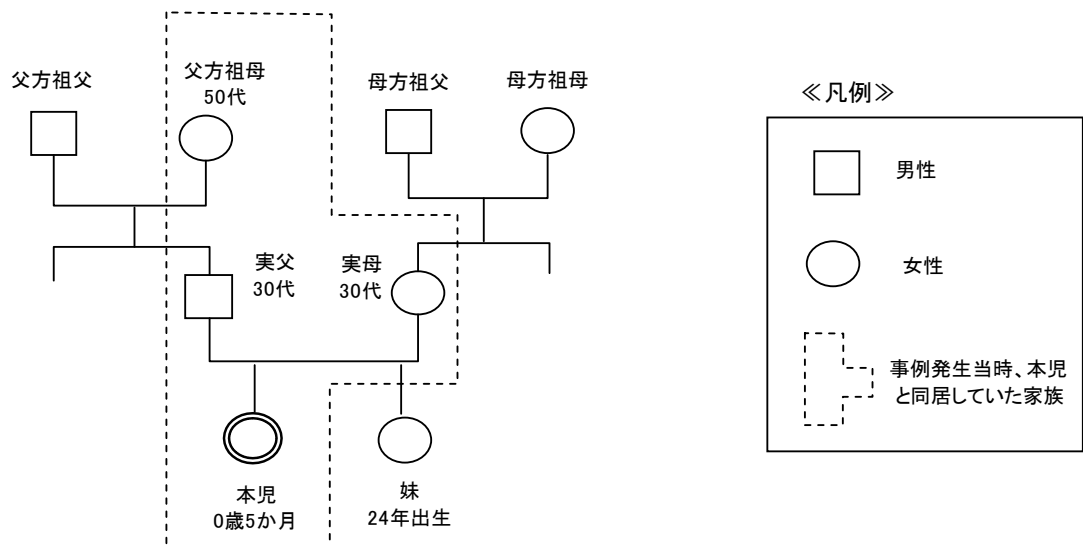 父方祖父
父方祖母
50代
母方祖父
母方祖母
≪凡例≫
男性
女性
事例発生当時、本児
と同居していた家族
実父
30代
実母
30代
本児
0歳5か月
妹
24年出生